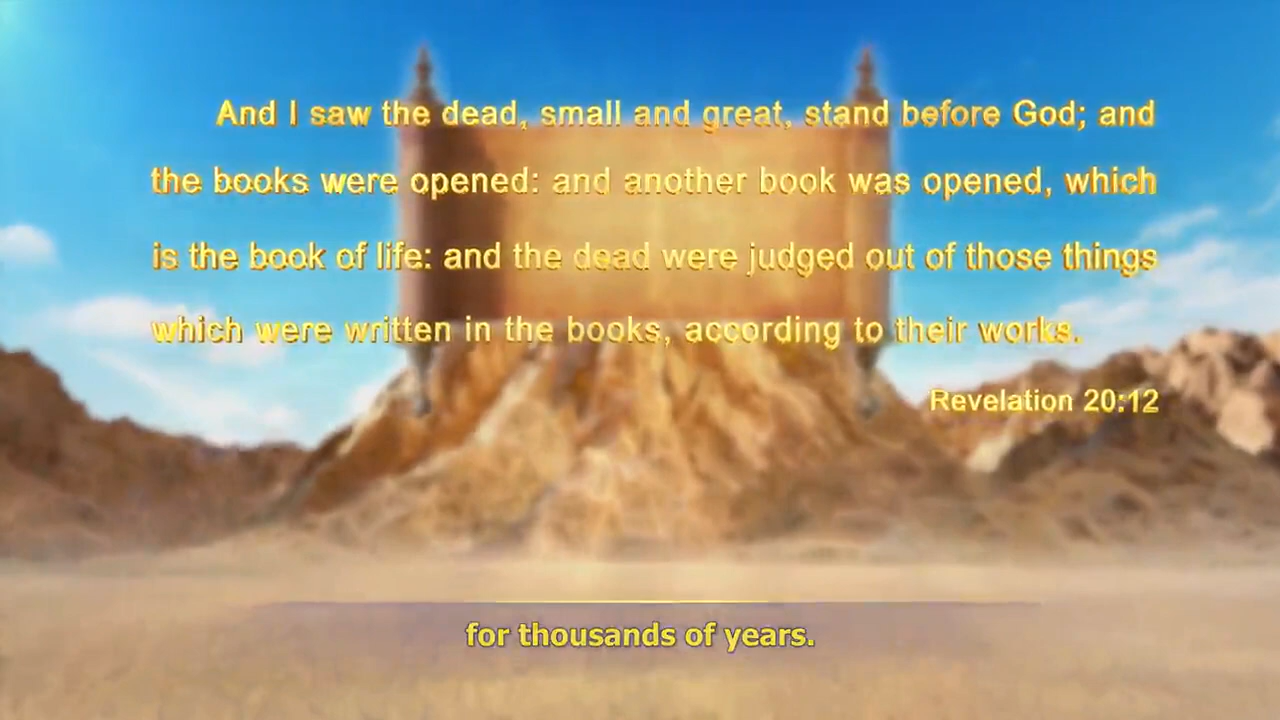 And I saw the dead, small and great, stand before God; and
the books were opened: and another book was opened, which
is the book of life: and the dead were judged out of those things
which were written in the books, according to their works.
Revelation 20:12
for thousands of years.